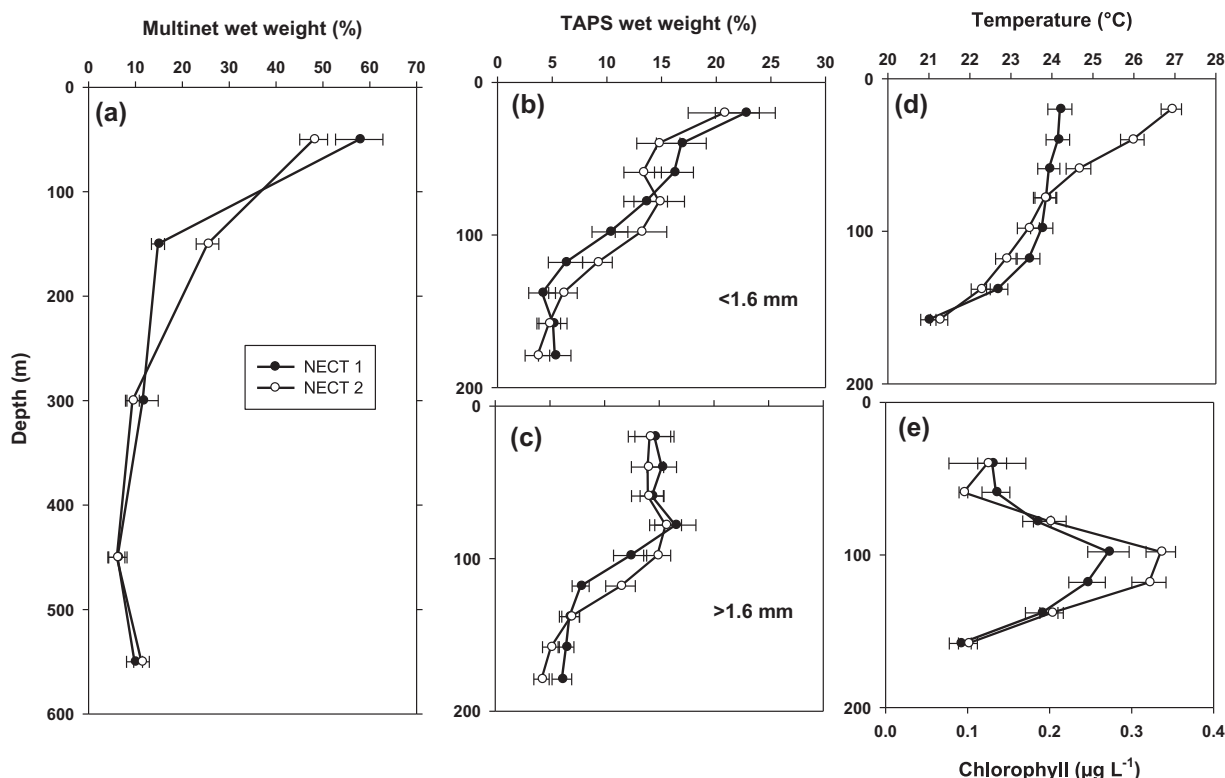 Multinet wet weight (%)
0 10 20 30 40 50 60 70
TAPS wet weight (%)
0 5 10 15 20 25 30
Temperature (°C)
20 21 22 23 24 25 26 27 28
Depth (m)
0
100
200
300
400
500
600
(a)
NECT 1
NECT 2
0
100
200
(b)
<1.6 mm
0
100
200
(c)
>1.6 mm
0
100
200
(d)
0
100
200
(e)
0.0 0.1 0.2 0.3 0.4
Chlorophyll (µg L-1)